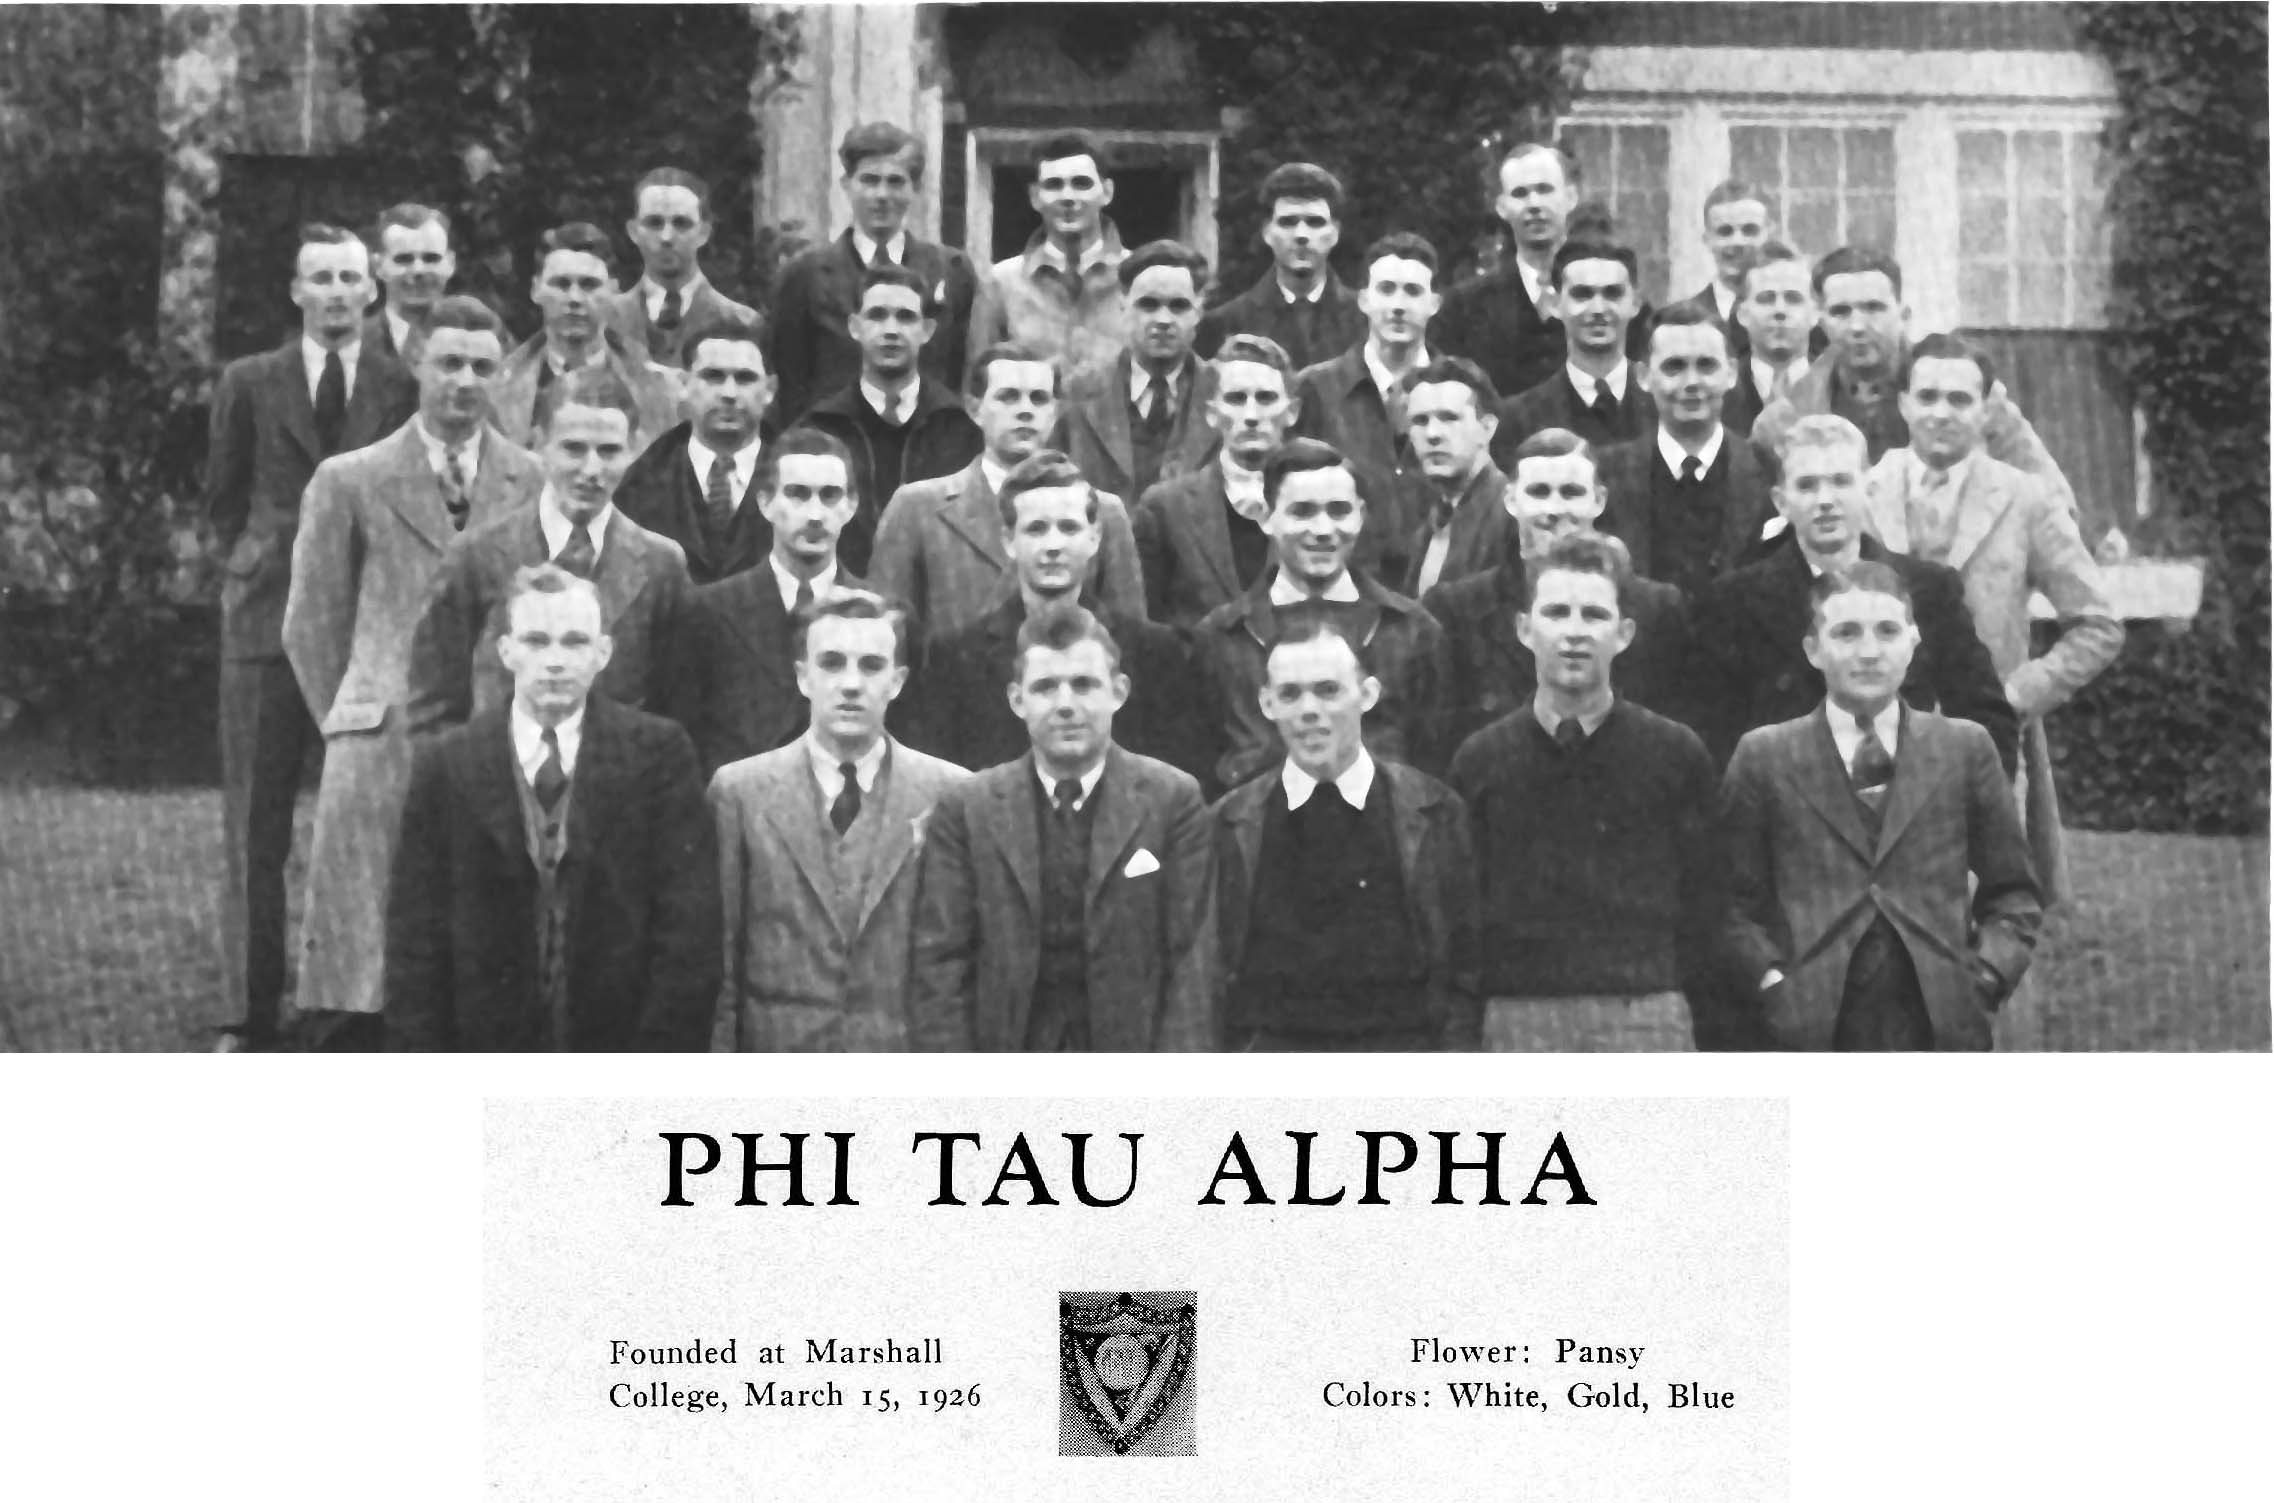 PHI TAU ALPHA
Founded at Marshall
College, March 15, 1926
Flower: Pansy
Colors: White, Gold, Blue